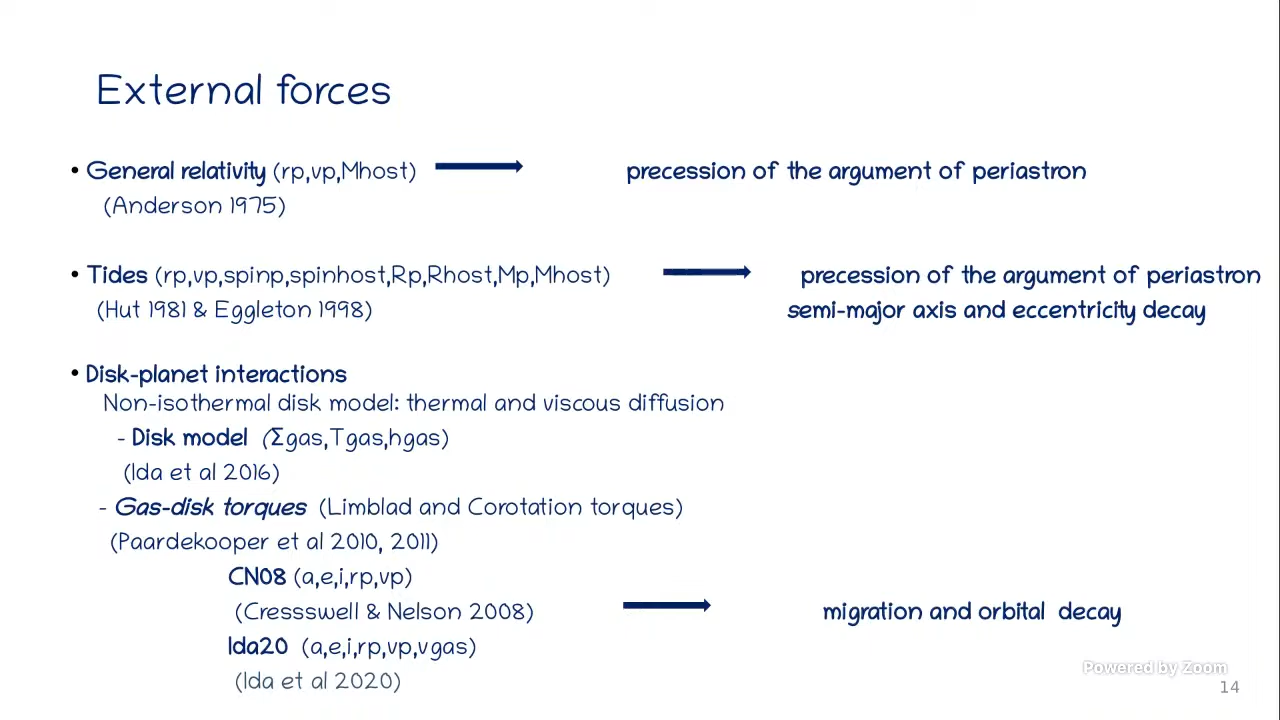 External forces
• General relativity (rp,vp,Mhost) precession of the argument of periastron
(Anderson 1975)
• Tides (rp,vp,spinp,spinhost,Rp,Rhost,Mp,Mhost) precession of the argument of periastron
(Hut 1981 & Eggleton 1998) semi-major axis and eccentricity decay
• Disk-planet interactions
Non-isothermal disk model: thermal and viscous diffusion
- Disk model (Σgas,Tgas,hgas)
(Ida et al 2016)
- Gas-disk torques (Limblad and Corotation torques)
(Paardekooper et al 2010, 2011)
CN08 (a,e,i,rp,vp)
(Cressswell & Nelson 2008) migration and orbital decay
Ida20 (a,e,i,rp,vp,vgas)
(Ida et al 2020)
Powered by Zoom
14